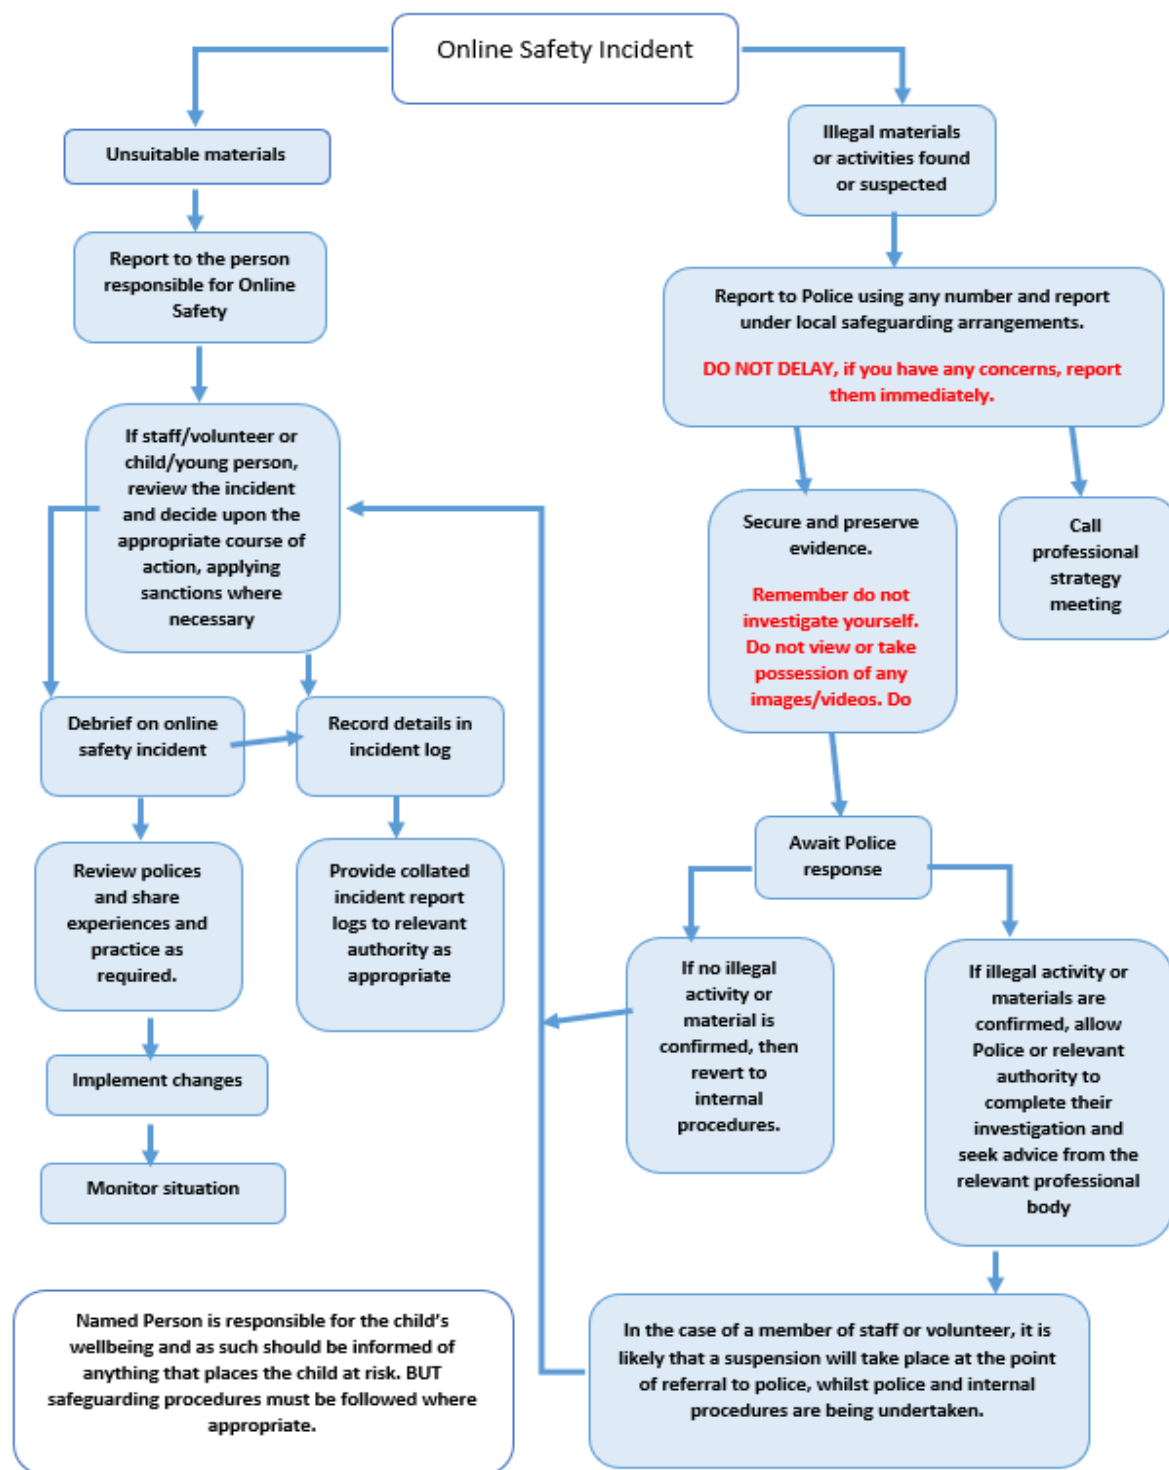 Online Safety Incident
Unsuitable materials
Report to the person
responsible for Online
Safety
If staff/volunteer or
child/young person,
review the incident
and decide upon the
appropriate course of
action, applying
sanctions where
necessary
Debrief on online
safety incident
Record details in
incident log
Review polices
and share
experiences and
practice as
required.
Provide collated
incident report
logs to relevant
authority as
appropriate
Implement changes
Monitor situation
Illegal materials
or activities found
or suspected
Report to Police using any number and report
under local safeguarding arrangements.
DO NOT DELAY, if you have any concerns, report
them immediately.
Secure and preserve
evidence.
Remember do not
investigate yourself.
Do not view or take
possession of any
images/videos. Do
Call
professional
strategy
meeting
Await Police
response
If no illegal
activity or
material is
confirmed, then
revert to
internal
procedures.
If illegal activity or
materials are
confirmed, allow
Police or relevant
authority to
complete their
investigation and
seek advice from the
relevant professional
body
In the case of a member of staff or volunteer, it is
likely that a suspension will take place at the point
of referral to police, whilst police and internal
procedures are being undertaken.
Named Person is responsible for the child’s
wellbeing and as such should be informed of
anything that places the child at risk. BUT
safeguarding procedures must be followed where
appropriate.